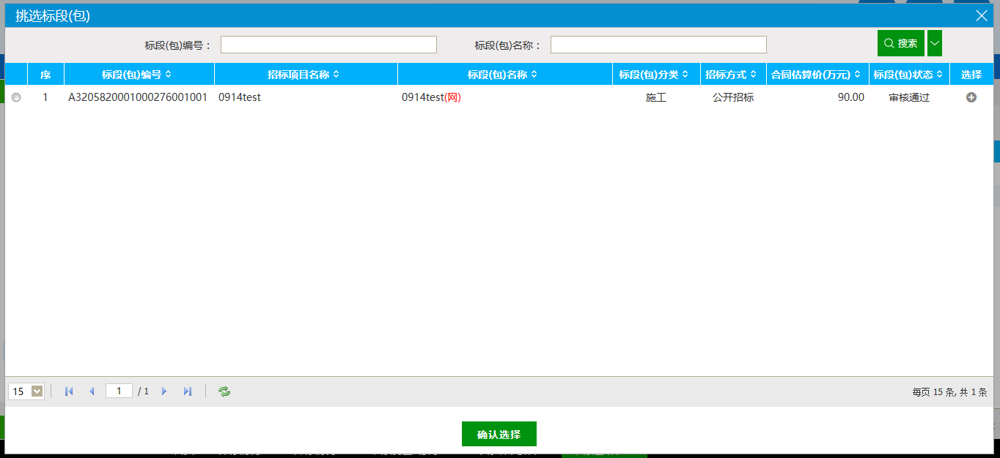 挑选标段(包)
标段(包)编号： 标段(包)名称： 搜索
序 标段(包)编号 招标项目名称 标段(包)名称 标段(包)分类 招标方式 合同估算价(万元) 标段(包)状态 选择
1 A3205820001000276001001 0914test 0914test(网) 施工 公开招标 90.00 审核通过
15 1 / 1 每页 15 条, 共 1 条
确认选择